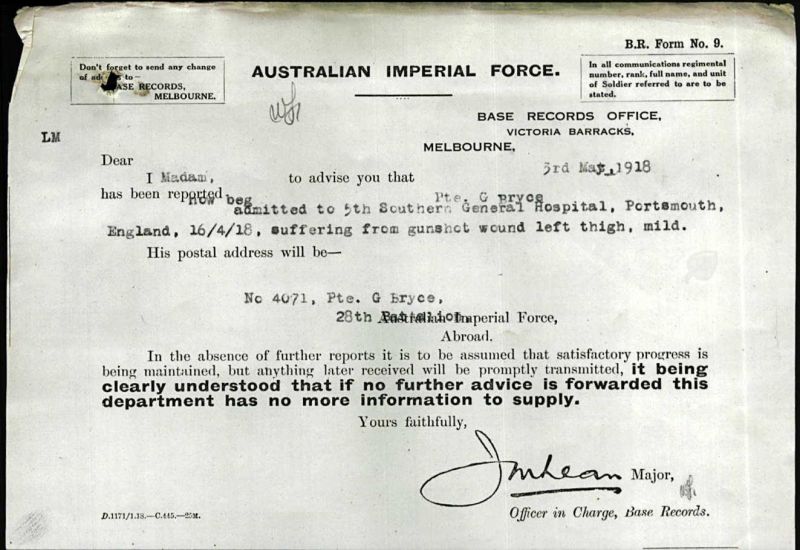 B.R. Form No. 9.
Don't forget to send any change
of address to—
BASE RECORDS,
MELBOURNE.
AUSTRALIAN IMPERIAL FORCE.
In all communications regimental
number, rank, full name, and unit
of Soldier referred to are to be
stated.
BASE RECORDS OFFICE,
VICTORIA BARRACKS,
MELBOURNE,
LM
3rd May, 1918
Dear Madam,
I now beg to advise you that Pte. G Bryce
has been reported
admitted to 5th Southern General Hospital, Portsmouth,
England, 16/4/18, suffering from gunshot wound left thigh, mild.
His postal address will be—
No 4071, Pte. G Bryce,
28th Battalion,
Australian Imperial Force,
Abroad.
In the absence of further reports it is to be assumed that satisfactory progress is
being maintained, but anything later received will be promptly transmitted, it being
clearly understood that if no further advice is forwarded this
department has no more information to supply.
Yours faithfully,
JMLean Major,
Officer in Charge, Base Records.
D.1171/1.18.—C.445.—25M.